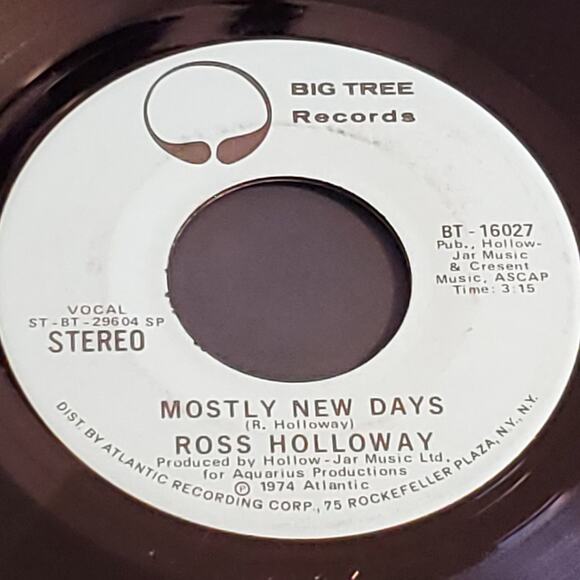 BIG TREE
Records
BT-16027
Pub., Hollow-
Jar Music
& Cresent
Music, ASCAP
Time: 3:15
VOCAL
ST-BT-29604 SP
STEREO
MOSTLY NEW DAYS
(R. Holloway)
ROSS HOLLOWAY
Produced by Hollow-Jar Music Ltd.
for Aquarius Productions
℗ 1974 Atlantic
DIST. BY ATLANTIC RECORDING CORP., 75 ROCKEFELLER PLAZA, N.Y., N.Y.